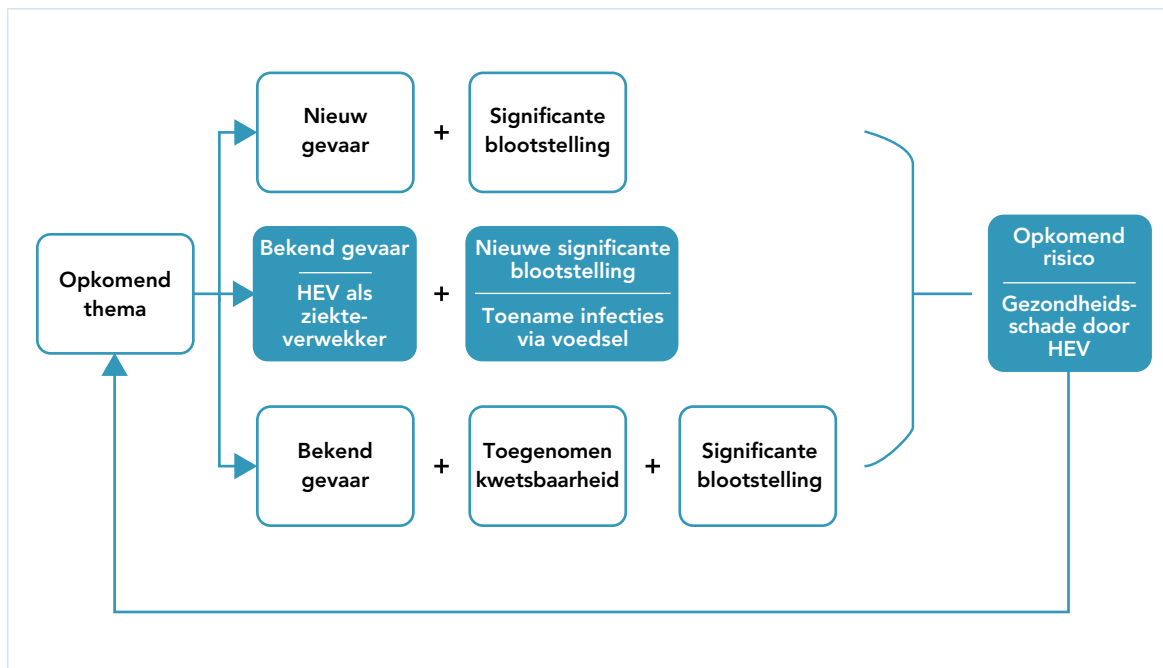 Nieuw
gevaar
+
Significante
blootstelling
Opkomend
thema
Bekend gevaar
HEV als
ziekte-
verwekker
+
Nieuwe significante
blootstelling
Toename infecties
via voedsel
Opkomend
risico
Gezondheids-
schade door
HEV
Bekend
gevaar
+
Toegenomen
kwetsbaarheid
+
Significante
blootstelling